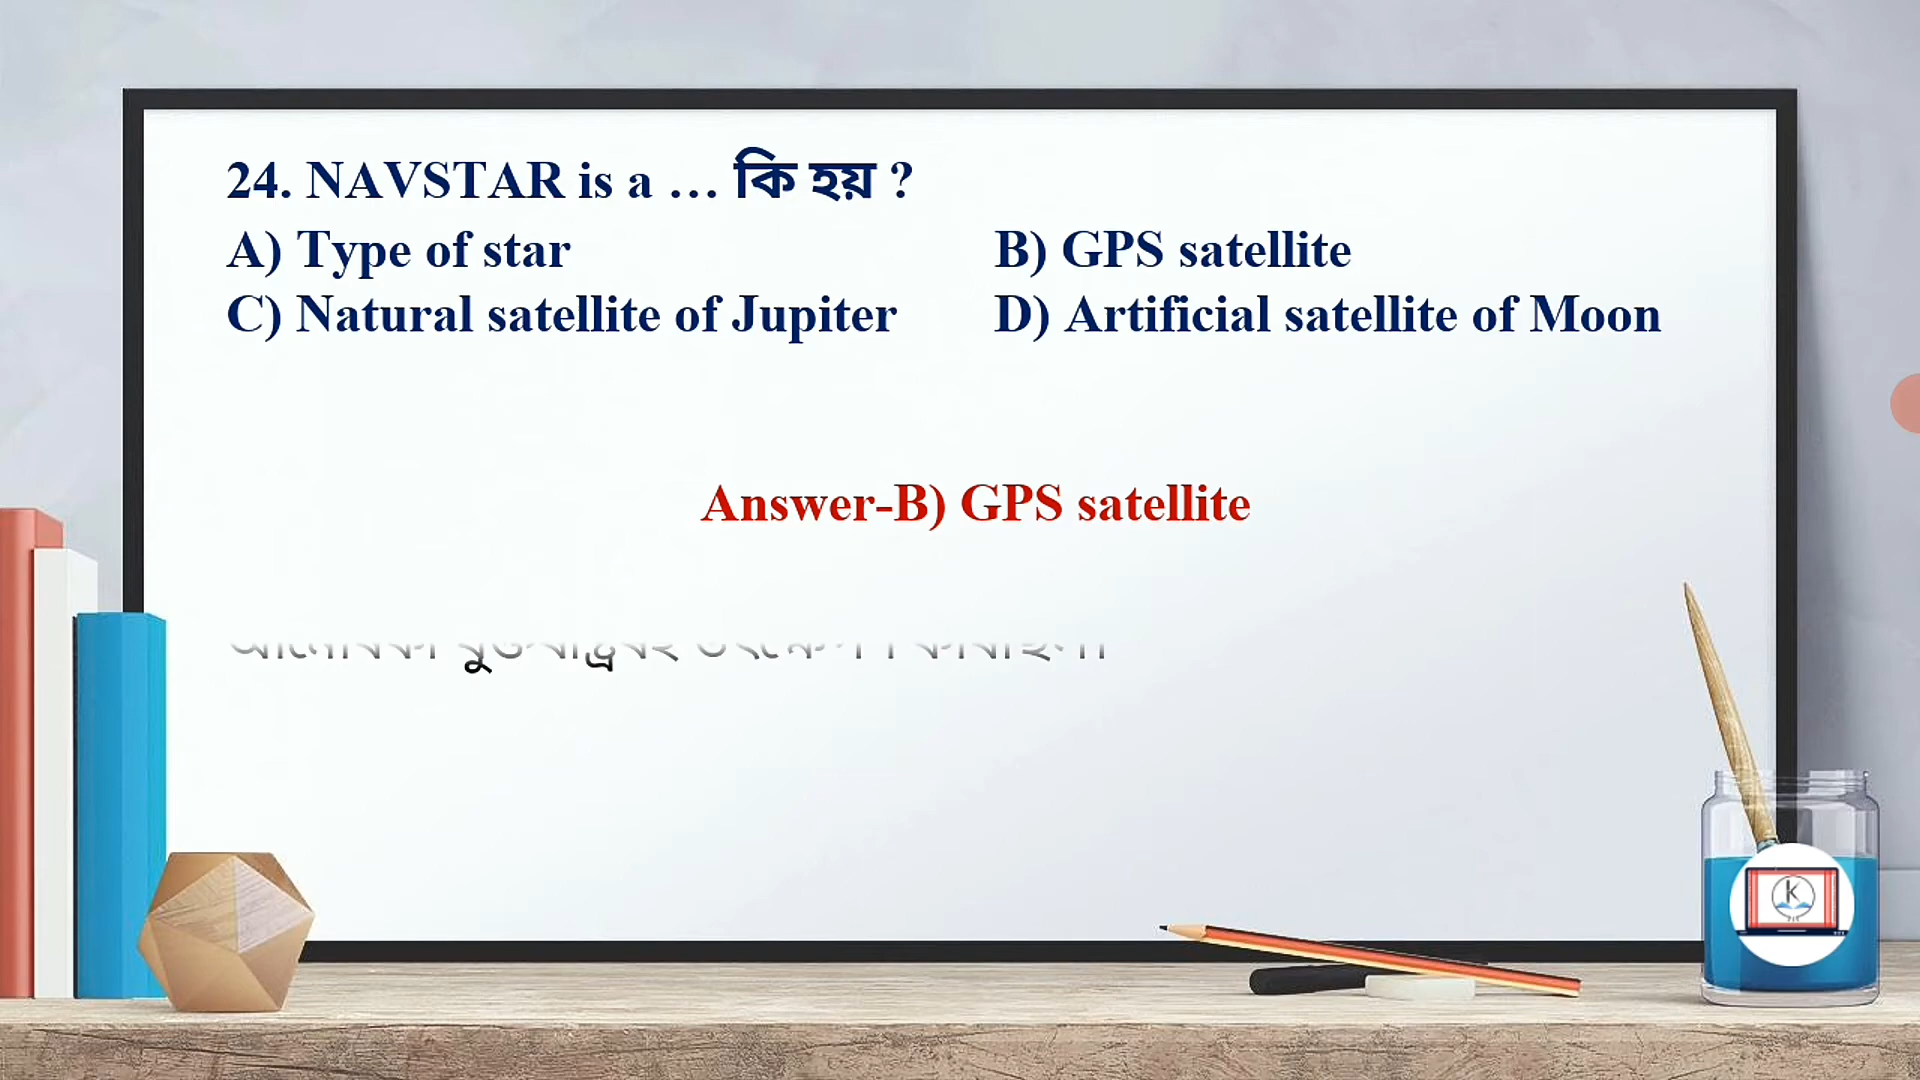 24. NAVSTAR is a … কি হয় ?
A) Type of star B) GPS satellite
C) Natural satellite of Jupiter D) Artificial satellite of Moon
Answer-B) GPS satellite
K